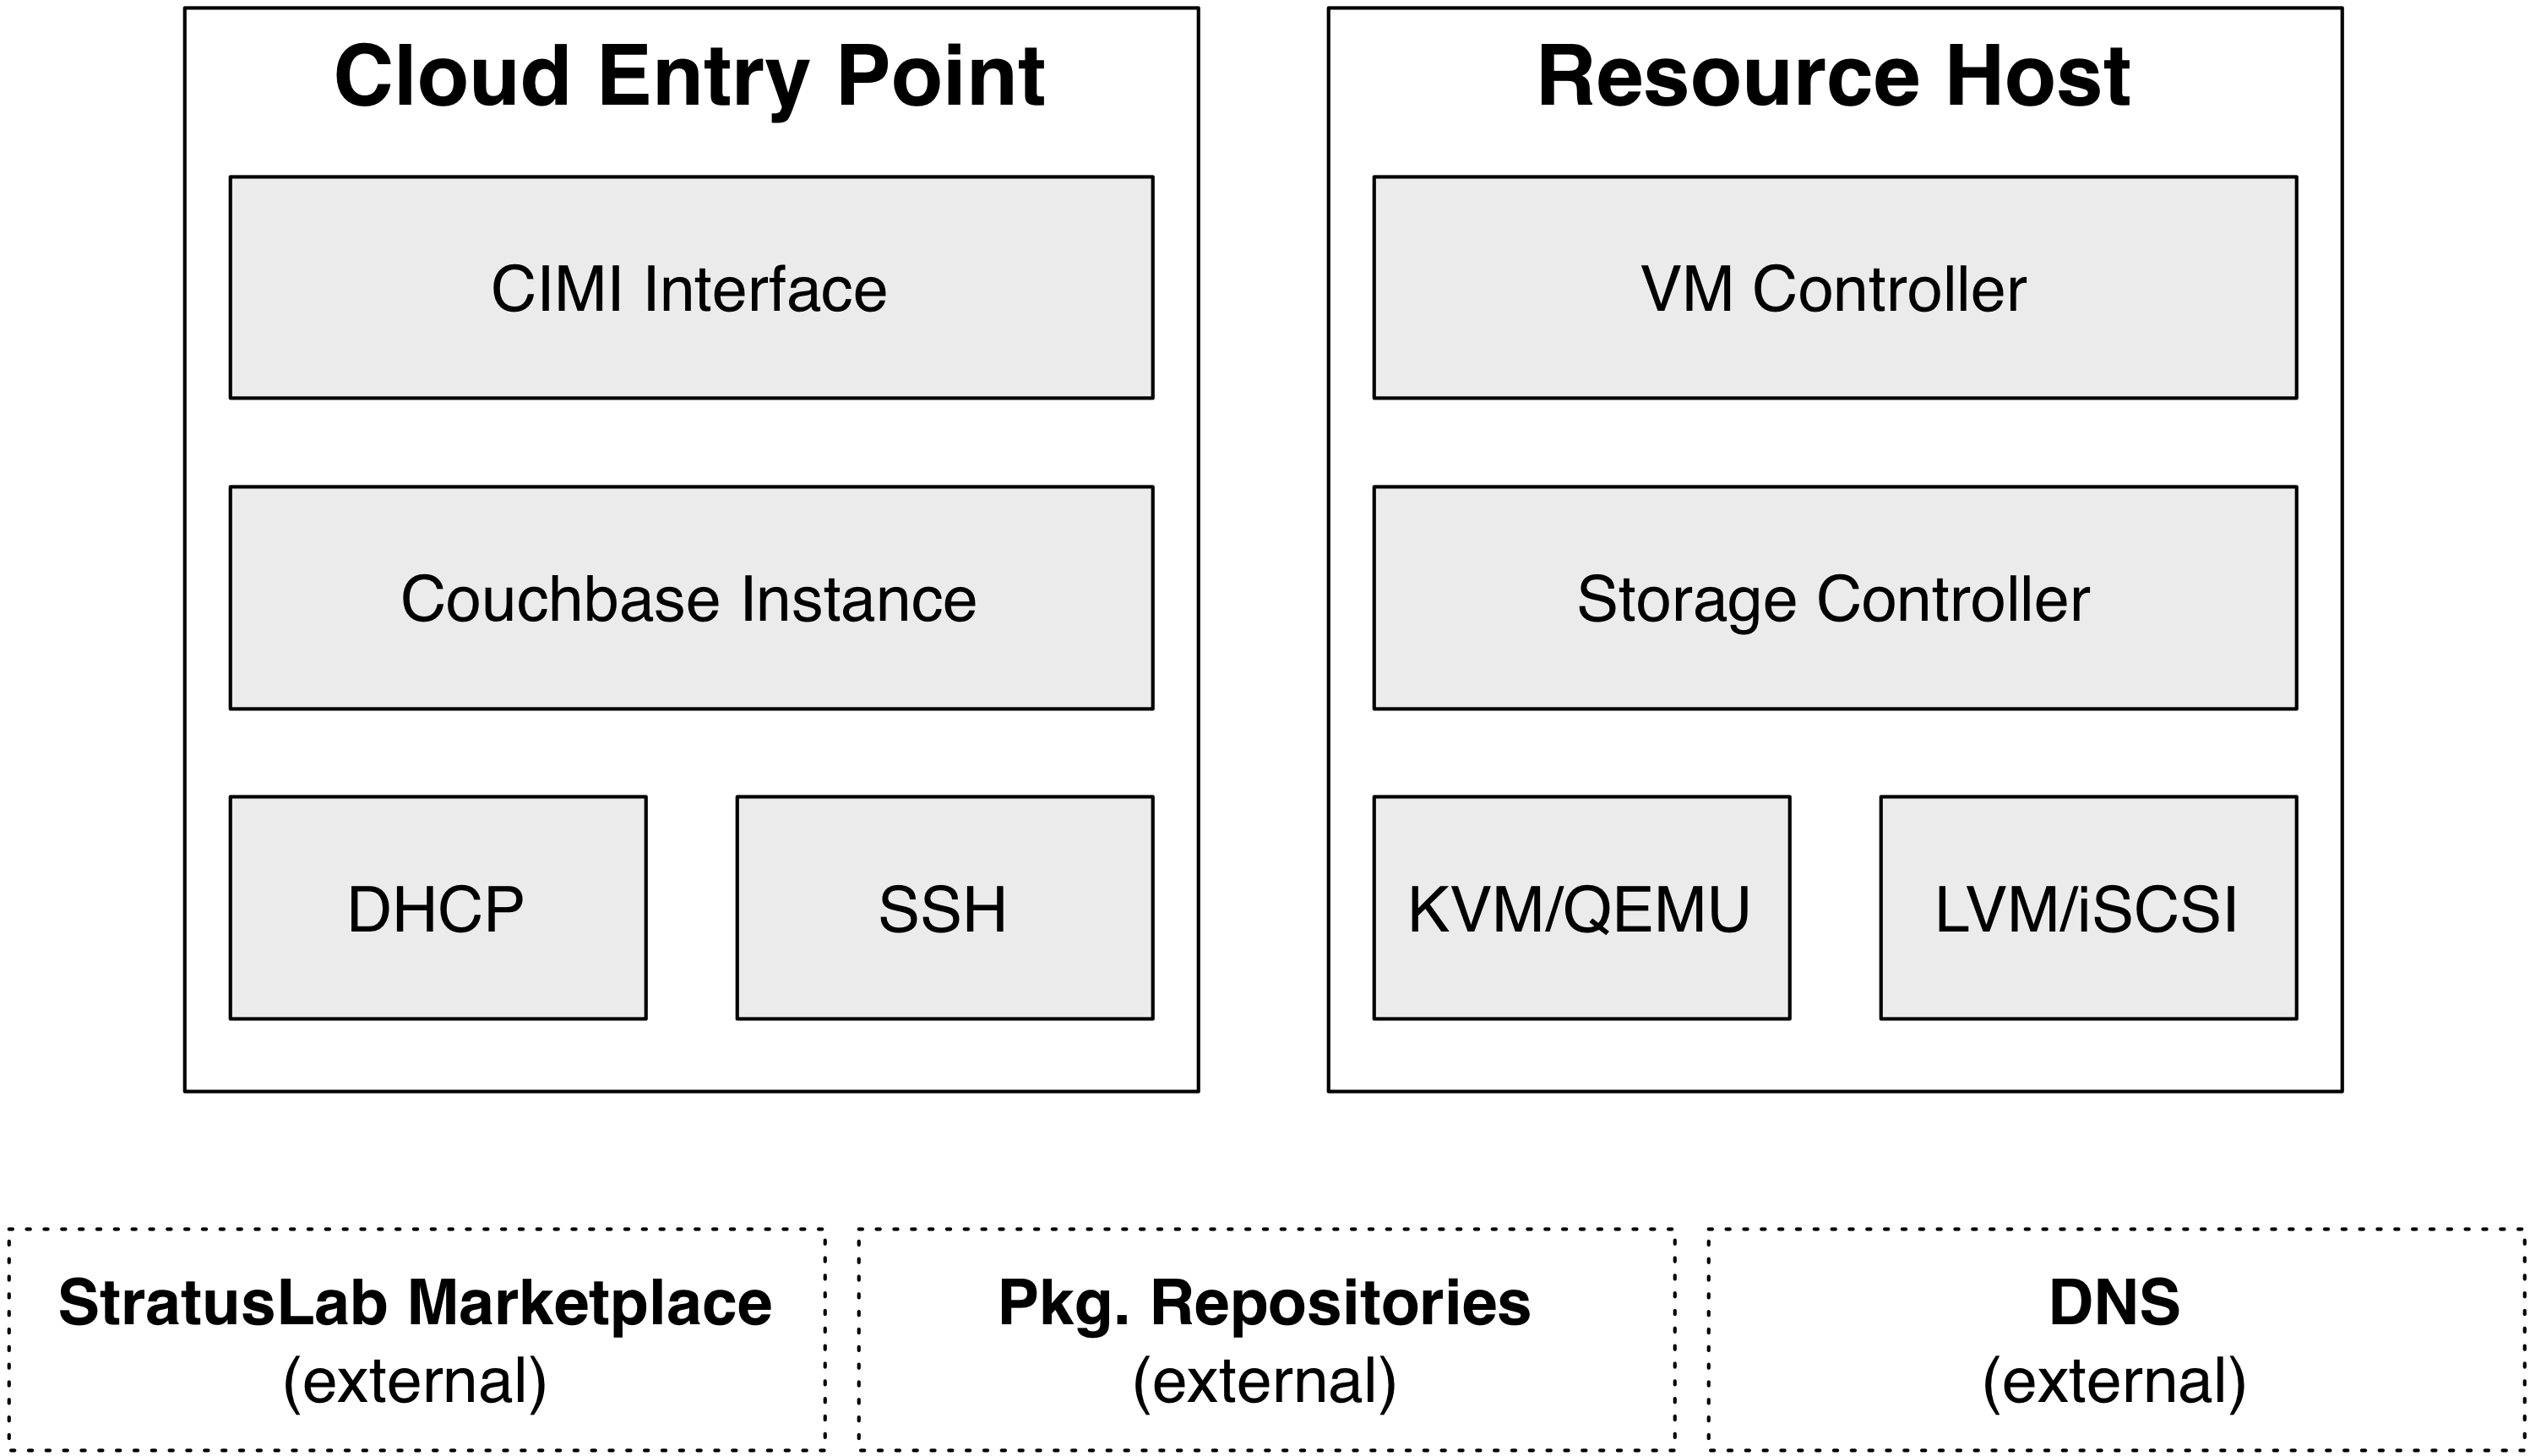 Cloud Entry Point
CIMI Interface
Couchbase Instance
DHCP
SSH
Resource Host
VM Controller
Storage Controller
KVM/QEMU
LVM/iSCSI
StratusLab Marketplace
(external)
Pkg. Repositories
(external)
DNS
(external)